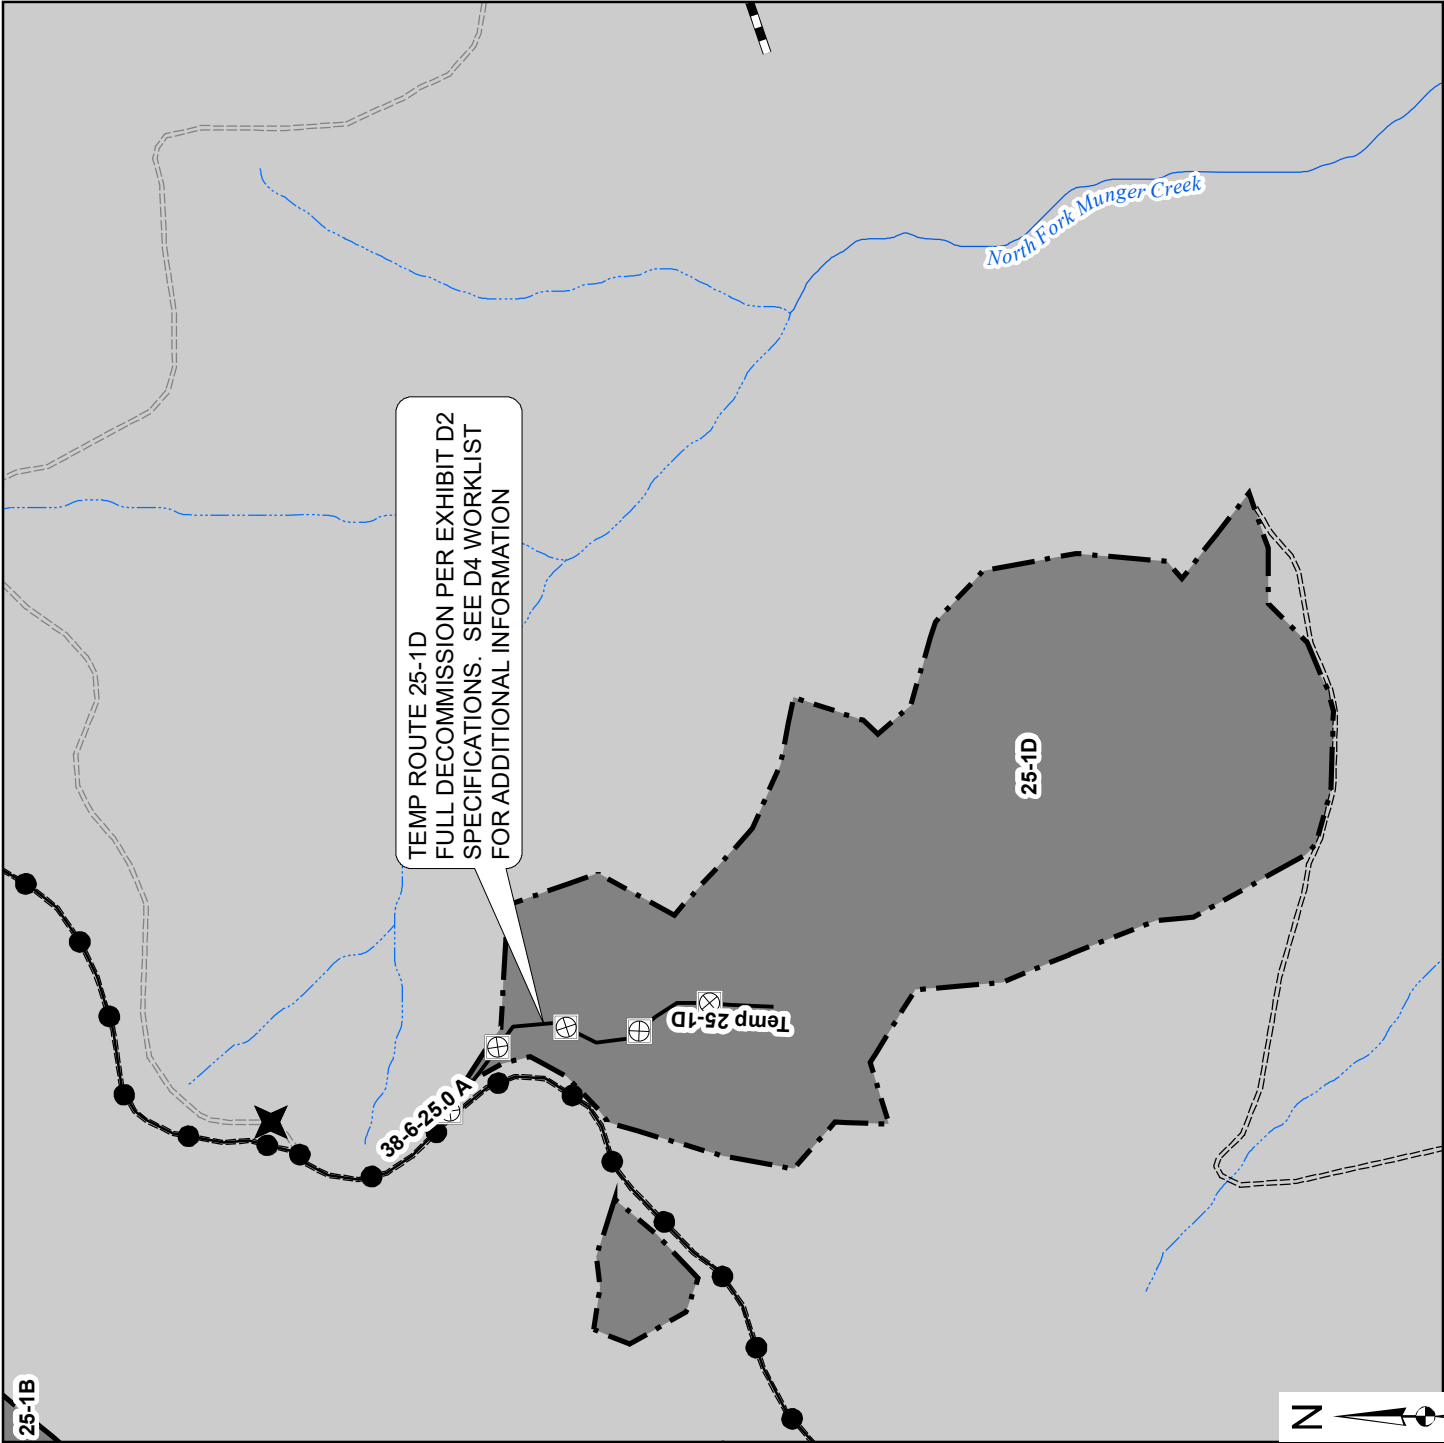 25-1B
TEMP ROUTE 25-1D
FULL DECOMMISSION PER EXHIBIT D2
SPECIFICATIONS.  SEE D4 WORKLIST
FOR ADDITIONAL INFORMATION
38-6-25.0 A
Temp 25-1D
25-1D
North Fork Munger Creek
N